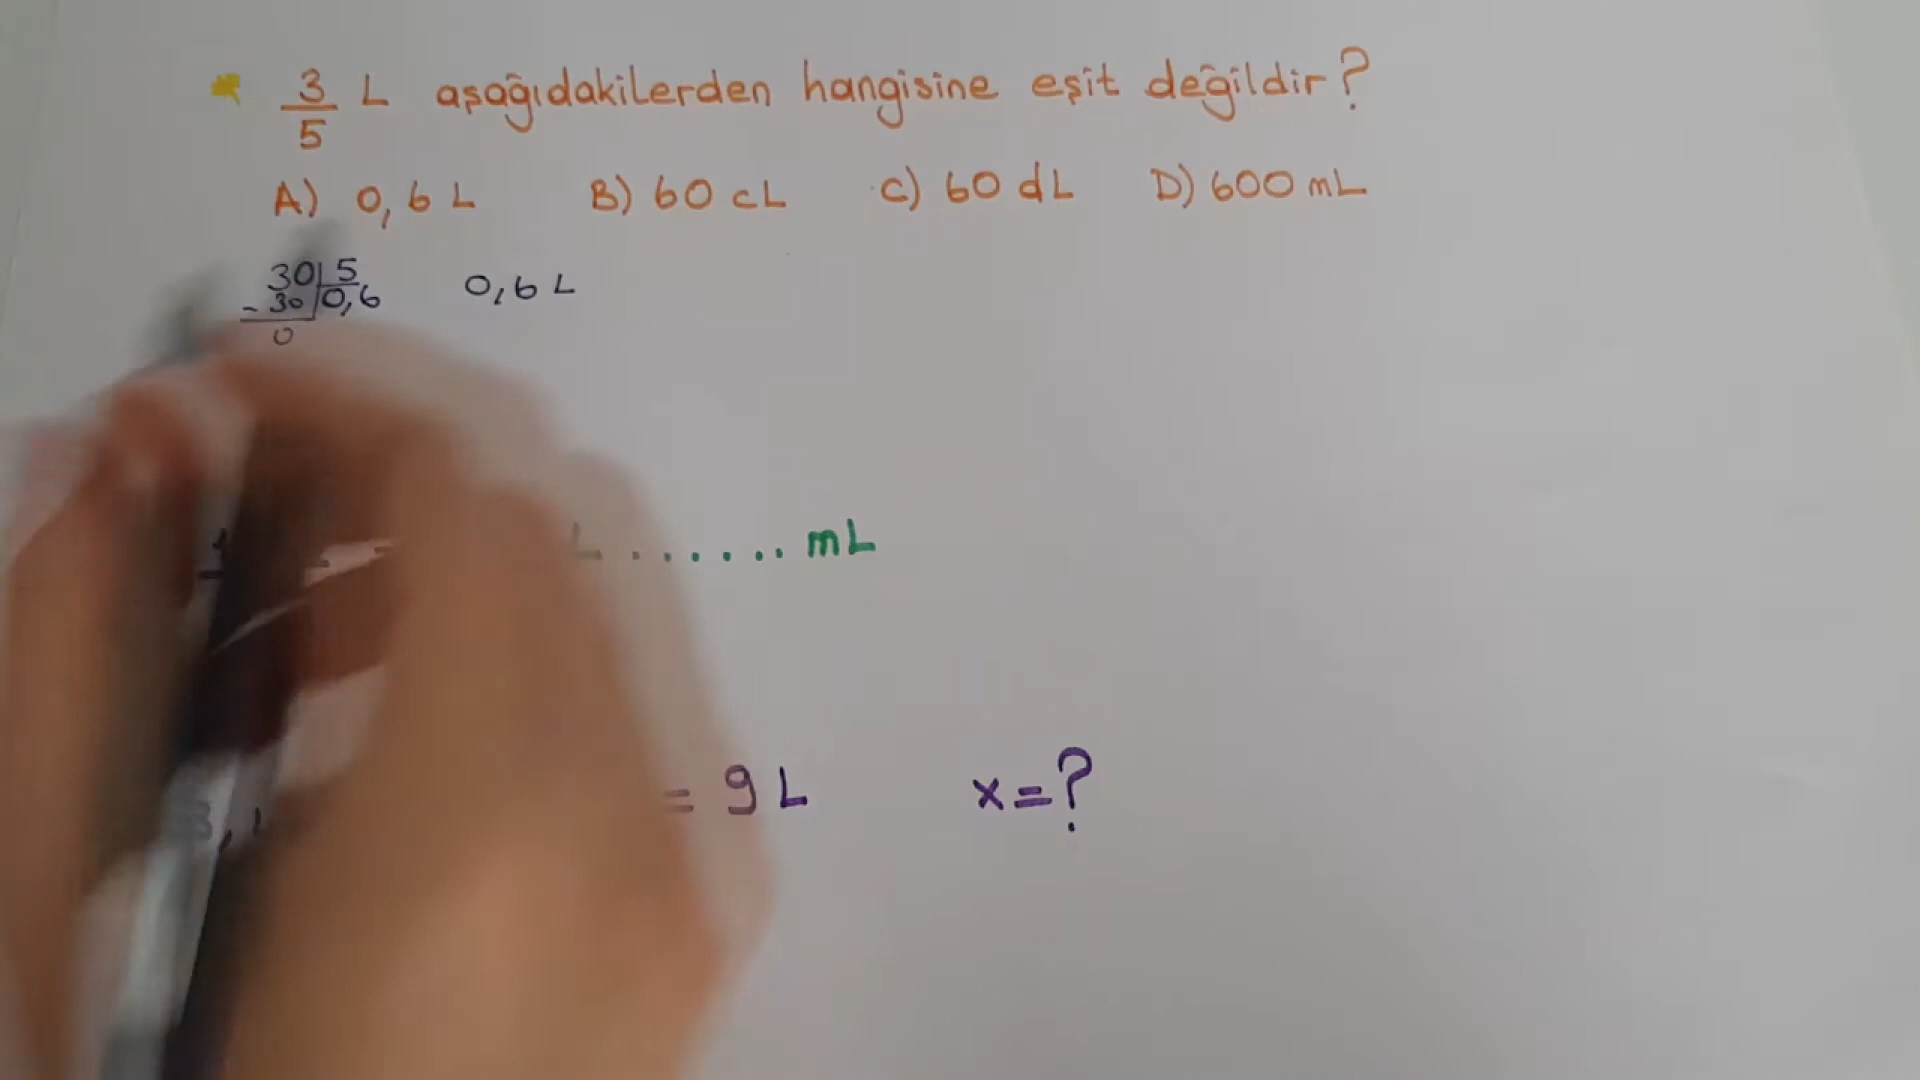 * 3/5 L aşağıdakilerden hangisine eşit değildir?
A) 0,6 L B) 60 cL C) 60 dL D) 600 mL
30 | 5
- 30 | 0,6
0
0,6 L
....... mL
= 9 L x = ?